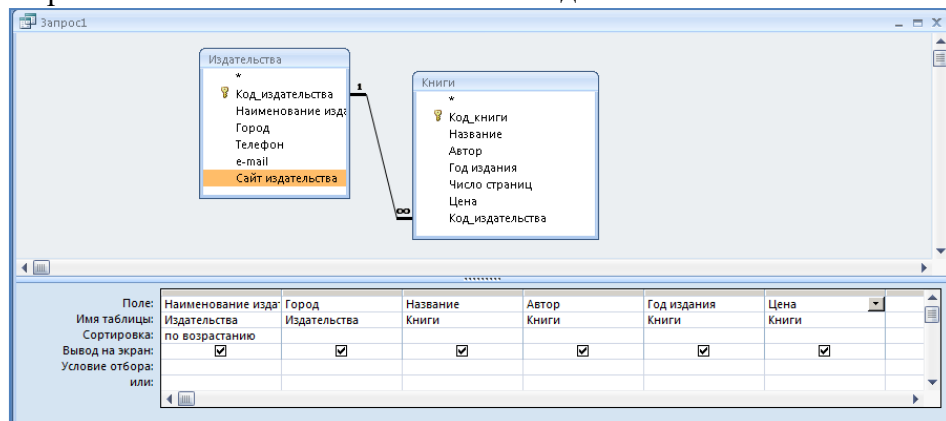 Запрос1
Издательства
*
Код_издательства
Наименование изда
Город
Телефон
e-mail
Сайт издательства
1
∞
Книги
*
Код_книги
Название
Автор
Год издания
Число страниц
Цена
Код_издательства
Поле: Наименование изда Город Название Автор Год издания Цена
Имя таблицы: Издательства Издательства Книги Книги Книги Книги
Сортировка: по возрастанию
Вывод на экран:
Условие отбора:
или: